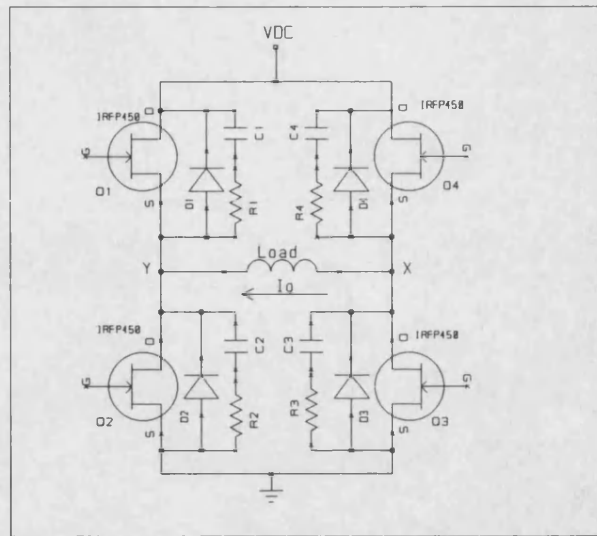 VDC
D
IRFP450
G
C1
D1
R1
S
Q1
D
IRFP450
G
C4
D4
R4
S
Q4
Y
Load
X
Io
IRFP450
D
G
C2
D2
R2
S
Q2
D
IRFP450
G
C3
R3
D3
S
Q3